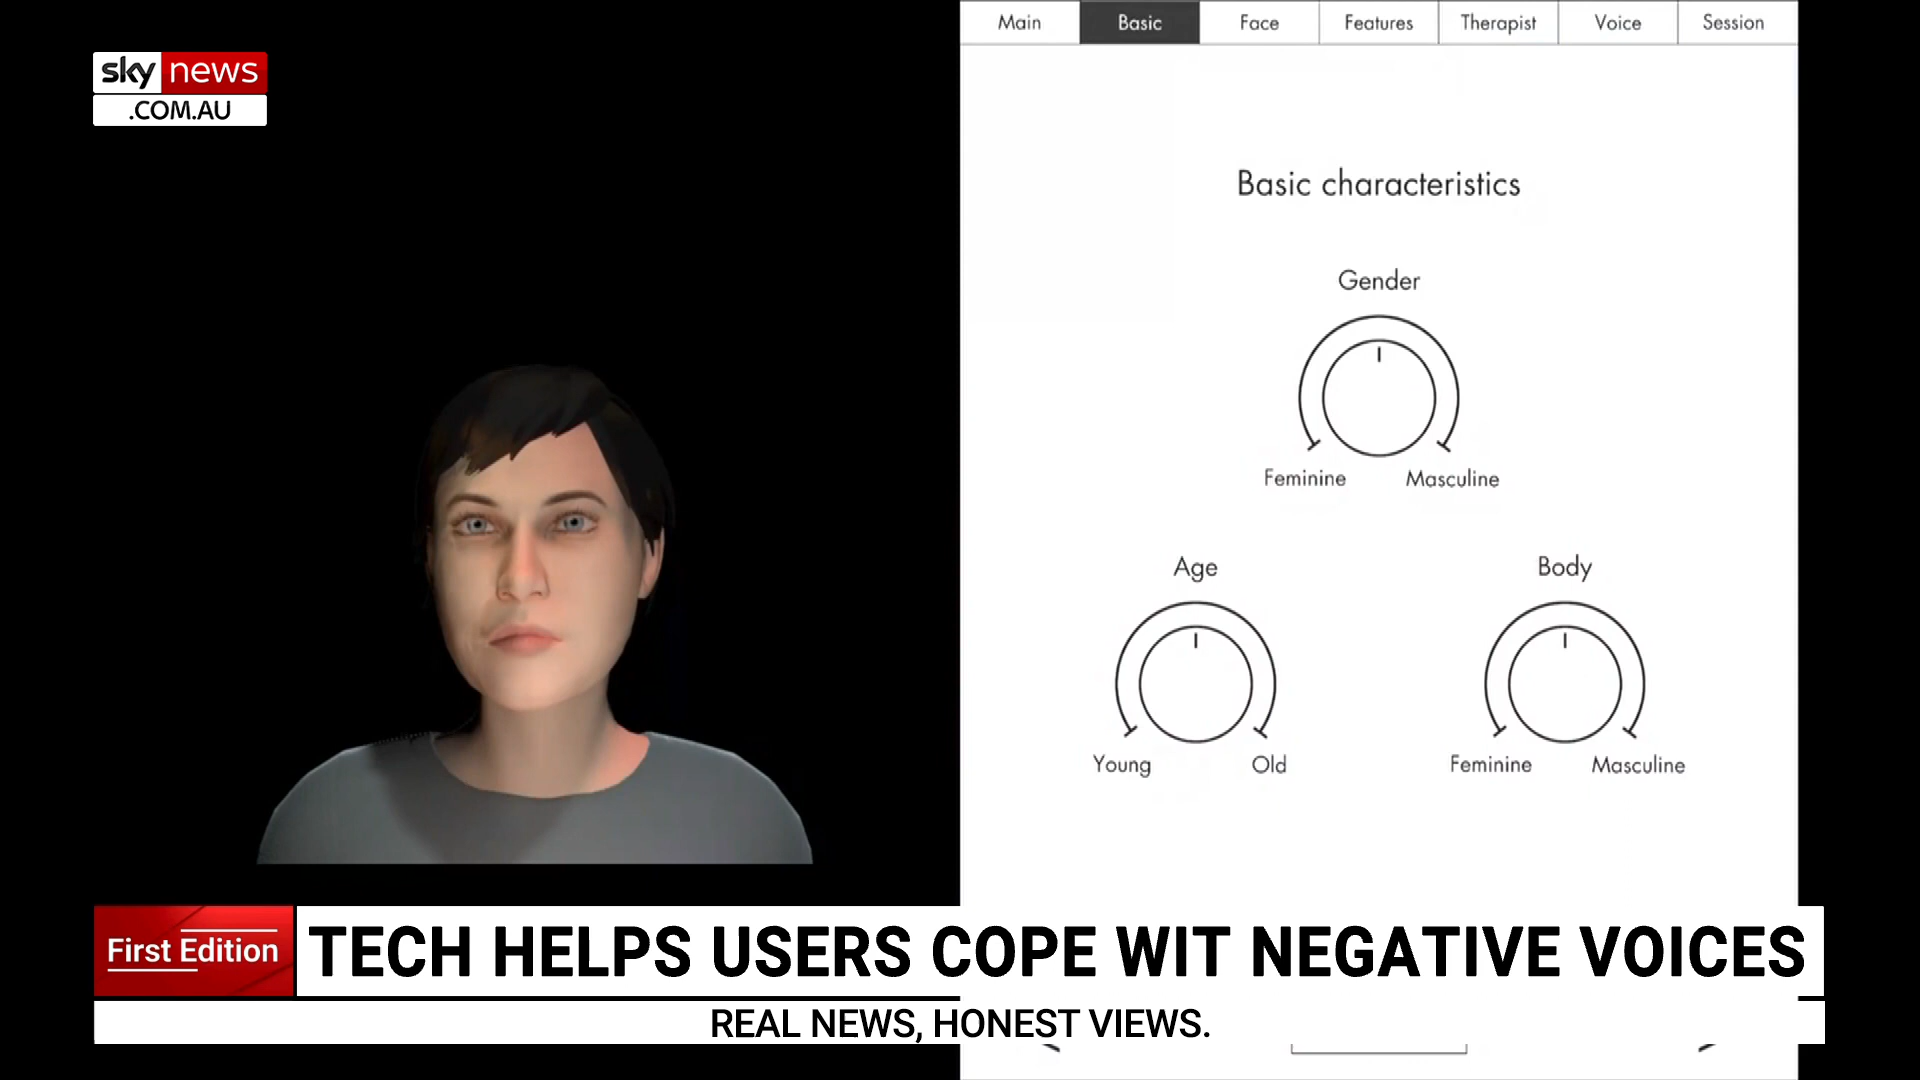 sky news
.COM.AU
Main Basic Face Features Therapist Voice Session
Basic characteristics
Gender
Feminine Masculine
Age Body
Young Old Feminine Masculine
First Edition
TECH HELPS USERS COPE WIT NEGATIVE VOICES
REAL NEWS, HONEST VIEWS.